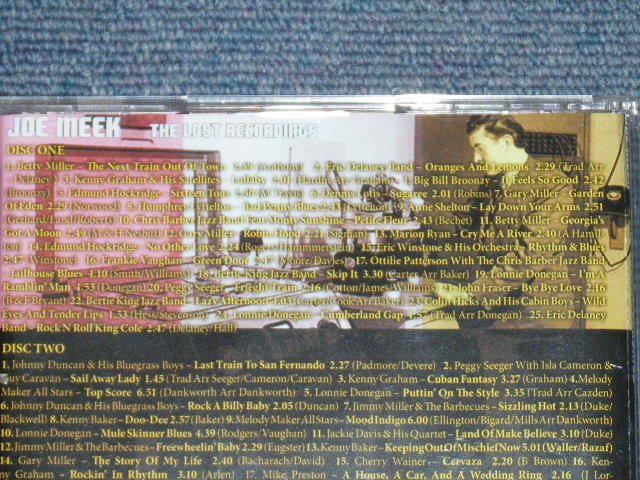 JOE MEEK THE LOST RECORDINGS
DISC ONE
1. Betty Miller – The Next Train Out Of Town 2.39 (Anthony) 2. Eric Delaney Band – Oranges And Lemons 2.29 (Trad Arr
Delaney) 3. Kenny Graham & His Satellites – Lullaby 2.01 (Hardin Arr Graham) 4. Big Bill Broonzy – It Feels So Good 2.42
(Broonzy) 5. Edmund Hockridge – Sixteen Tons 2.30 (M Travis) 6. Dennis Lotis – Sugaree 2.01 (Robins) 7. Gary Miller – Garden
Of Eden 2.29 (Norwood) 8. Humphrey Lyttelton – Bad Penny Blues 2.43 (Lyttelton) 9. Anne Shelton – Lay Down Your Arms 2.51
(Gerhard/Land/Roberts) 10. Chris Barber Jazz Band Feat Monty Sunshine – Petite Fleur 2.43 (Bechet) 11. Betty Miller – Georgia's
Got A Moon 2.49 (M & H Nesbit) 12. Gary Miller – Robin Hood 2.21 (Sigman) 13. Marion Ryan – Cry Me A River 2.40 (A Hamil-
ton) 14. Edmund Hockridge – No Other Love 2.24 (Rogers/Hammmerstein) 15. Eric Winstone & His Orchestra – Rhythm & Blues
2.47 (Winstone) 16. Frankie Vaughan – Green Door 2.47 (Moore/Davies) 17. Ottilie Patterson With The Chris Barber Jazz Band
Jailhouse Blues 4.10 (Smith/Williams) 18. Bertie King Jazz Band – Skip It 3.30 (Carter Arr Baker) 19. Lonnie Donegan – I'm A
Ramblin' Man 4.53 (Donegan) 20. Peggy Seeger – Frieght Train 2.16 (Cotton/James/Williams) 21. John Fraser – Bye Bye Love 2.16
(B & F Bryant) 22. Bertie King Jazz Band – Lazy Afternoon 4.03 (Carter/Cook Arr Baker) 23. Colin Hicks And His Cabin Boys – Wild
Eyes And Tender Lips 1.53 (Hess/Stevenson) 24. Lonnie Donegan – Cumberland Gap 1.57 (Trad Arr Donegan) 25. Eric Delaney
Band – Rock N Roll King Cole 2.47 (Delaney/Hall)
DISC TWO
1. Johnny Duncan & His Bluegrass Boys – Last Train To San Fernando 2.27 (Padmore/Devere) 2. Peggy Seeger With Isla Cameron &
Guy Caravan – Sail Away Lady 1.45 (Trad Arr Seeger/Cameron/Caravan) 3. Kenny Graham – Cuban Fantasy 3.27 (Graham) 4. Melody
Maker All Stars – Top Score 6.51 (Dankworth Arr Dankworth) 5. Lonnie Donegan – Puttin' On The Style 3.35 (Trad Arr Cazden)
6. Johnny Duncan & His Bluegrass Boys – Rock A Billy Baby 2.05 (Duncan) 7. Jimmy Miller & The Barbecues – Sizzling Hot 2.13 (Duke/
Blackwell) 8. Kenny Baker – Doo-Dee 2.57 (Baker) 9. Melody Maker All Stars – Mood Indigo 6.00 (Ellington/Bigard/Mills Arr Dankworth)
10. Lonnie Donegan – Mule Skinner Blues 4.39 (Rodgers/Vaughan) 11. Jackie Davis & His Quartet – Land Of Make Believe 3.10 (Duke)
12. Jimmy Miller & The Barbecues – Freewheelin' Baby 2.29 (Eugster) 13. Kenny Baker – Keeping Out Of Mischief Now 5.01 (Waller/Razaf)
14. Gary Miller – The Story Of My Life 2.40 (Bacharach/David) 15. Cherry Wainer – Cervaza 2.20 (B Brown) 16. Ken-
ny Graham – Rockin' In Rhythm 3.10 (Arlen) 17. Mike Preston – A House, A Car, And A Wedding Ring 2.16 (J Lor-